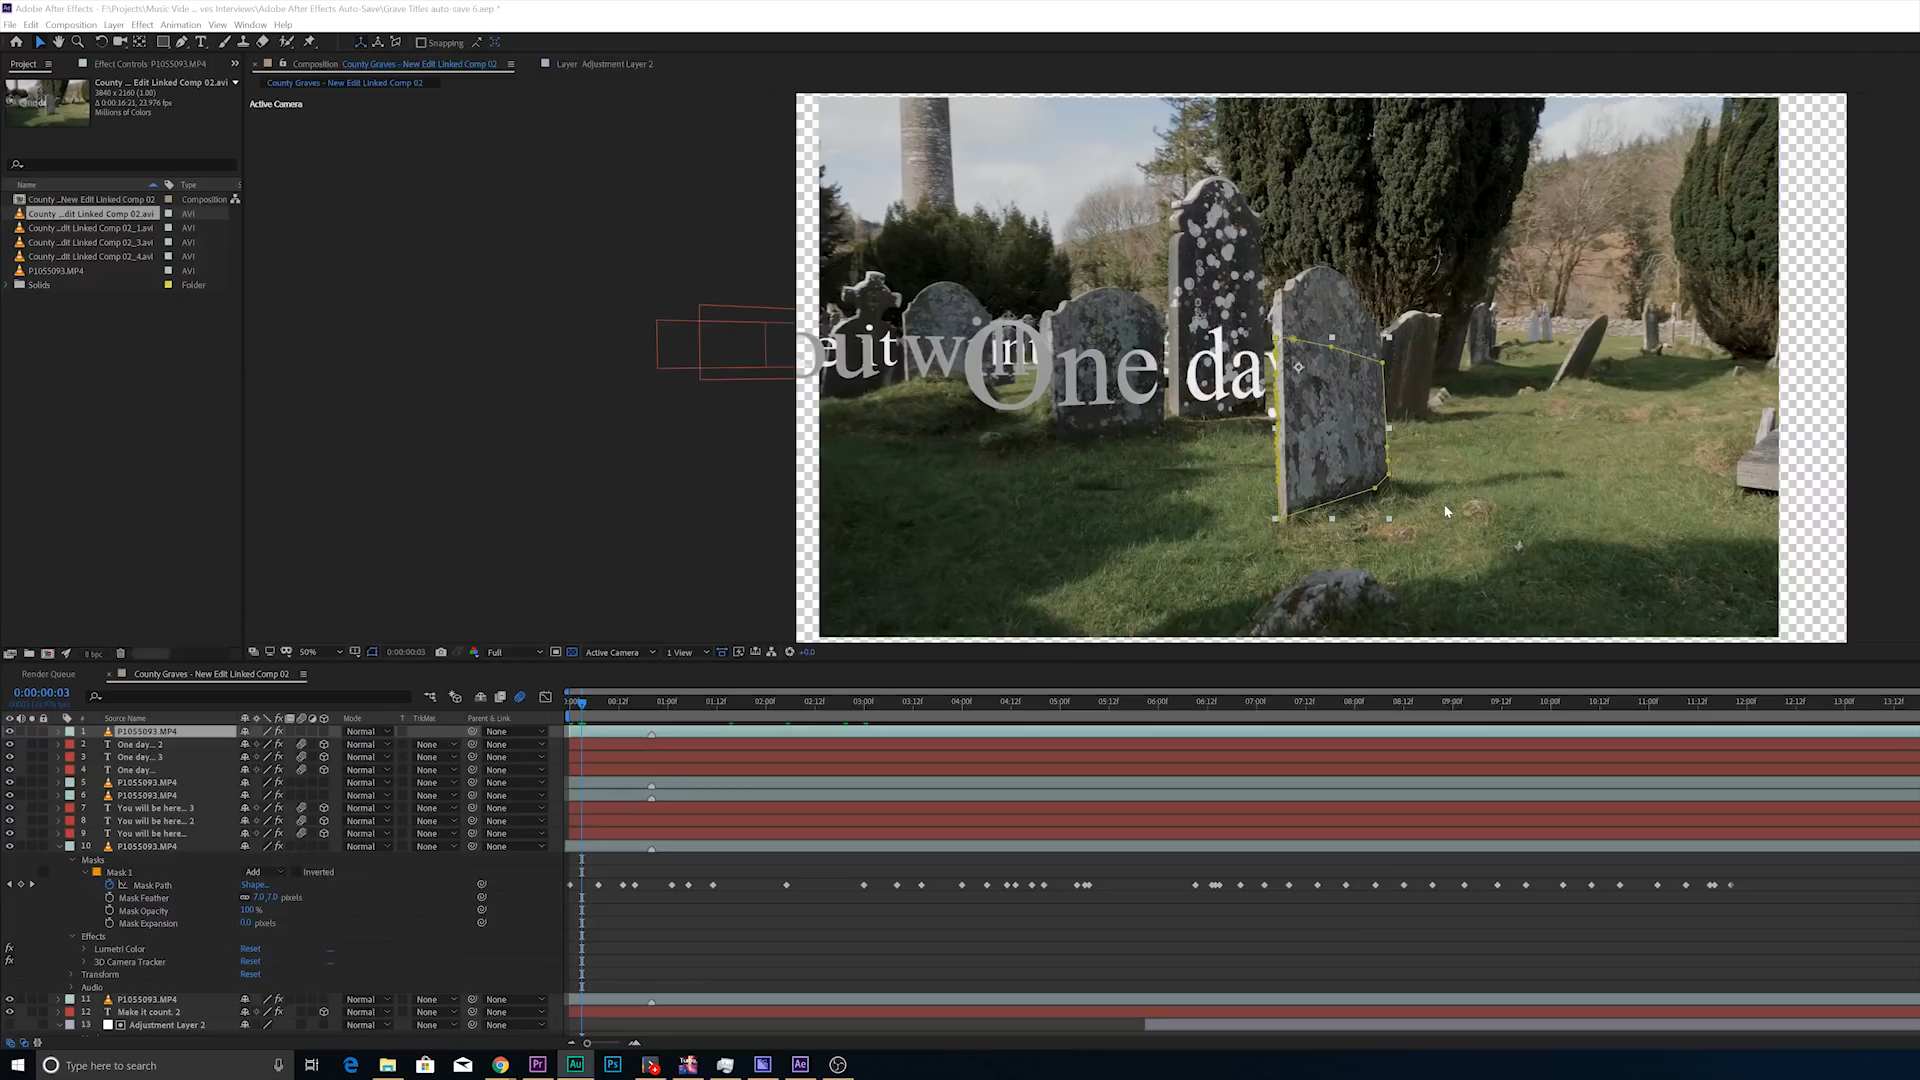 Adobe After Effects - F:\Projects\Music Vide ... ves Interviews\Adobe After Effects Auto-Save\Grave Titles auto-save 6.aep *
File Edit Composition Layer Effect Animation View Window Help
Snapping
Project
Effect Controls P1055093.MP4
Composition County Graves - New Edit Linked Comp 02
Layer Adjustment Layer 2
County Graves - New Edit Linked Comp 02
County ... Edit Linked Comp 02.avi
3840 x 2160 (1.00)
Δ 0:00:16:21, 23.976 fps
Millions of Colors
Active Camera
Name Type
County ...New Edit Linked Comp 02 Composition
County ...dit Linked Comp 02.avi AVI
County ...dit Linked Comp 02_1.avi AVI
County ...dit Linked Comp 02_3.avi AVI
County ...dit Linked Comp 02_4.avi AVI
P1055093.MP4 AVI
Solids Folder
One day
8 bpc
50% 0:00:00:03 Full Active Camera 1 View +0.0
Render Queue
County Graves - New Edit Linked Comp 02
0:00:00:03
00:12f 01:00f 01:12f 02:00f 02:12f 03:00f 03:12f 04:00f 04:12f 05:00f 05:12f 06:00f 06:12f 07:00f 07:12f 08:00f 08:12f 09:00f 09:12f 10:00f 10:12f 11:00f 11:12f 12:00f 12:12f 13:00f 13:12f
# Source Name Mode T TrkMat Parent & Link
1 P1055093.MP4 Normal None
2 One day... 2 Normal None None
3 One day... 3 Normal None None
4 One day... Normal None None
5 P1055093.MP4 Normal None None
6 P1055093.MP4 Normal None None
7 You will be here... 3 Normal None None
8 You will be here... 2 Normal None None
9 You will be here... Normal None None
10 P1055093.MP4 Normal None None
Masks
Mask 1 Add Inverted
Mask Path Shape...
Mask Feather 7.0, 7.0 pixels
Mask Opacity 100 %
Mask Expansion 0.0 pixels
Effects
fx Lumetri Color Reset
fx 3D Camera Tracker Reset
Transform Reset
Audio
11 P1055093.MP4 Normal None None
12 Make it count. 2 Normal None None
13 Adjustment Layer 2 Normal None None
Type here to search
Pr Au Ps Ae